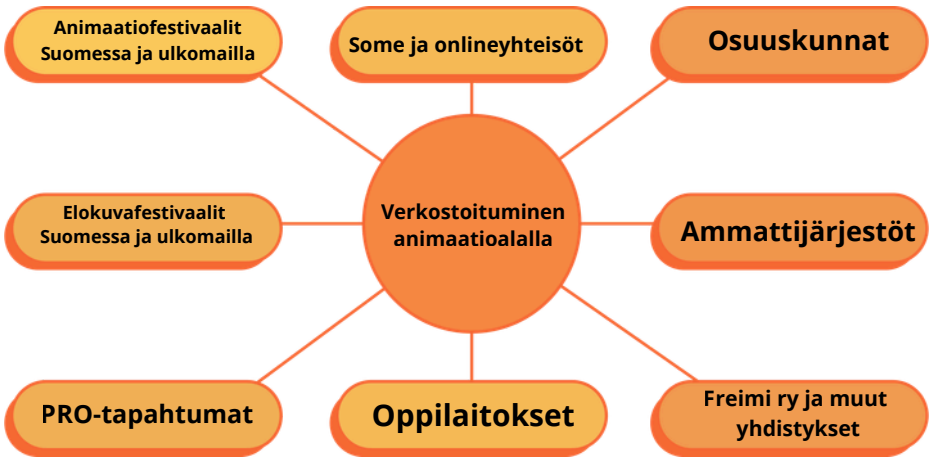 Animaatiofestivaalit
Suomessa ja ulkomailla
Some ja onlineyhteisöt
Osuuskunnat
Elokuvafestivaalit
Suomessa ja ulkomailla
Verkostoituminen
animaatioalalla
Ammattijärjestöt
PRO-tapahtumat
Oppilaitokset
Freimi ry ja muut
yhdistykset